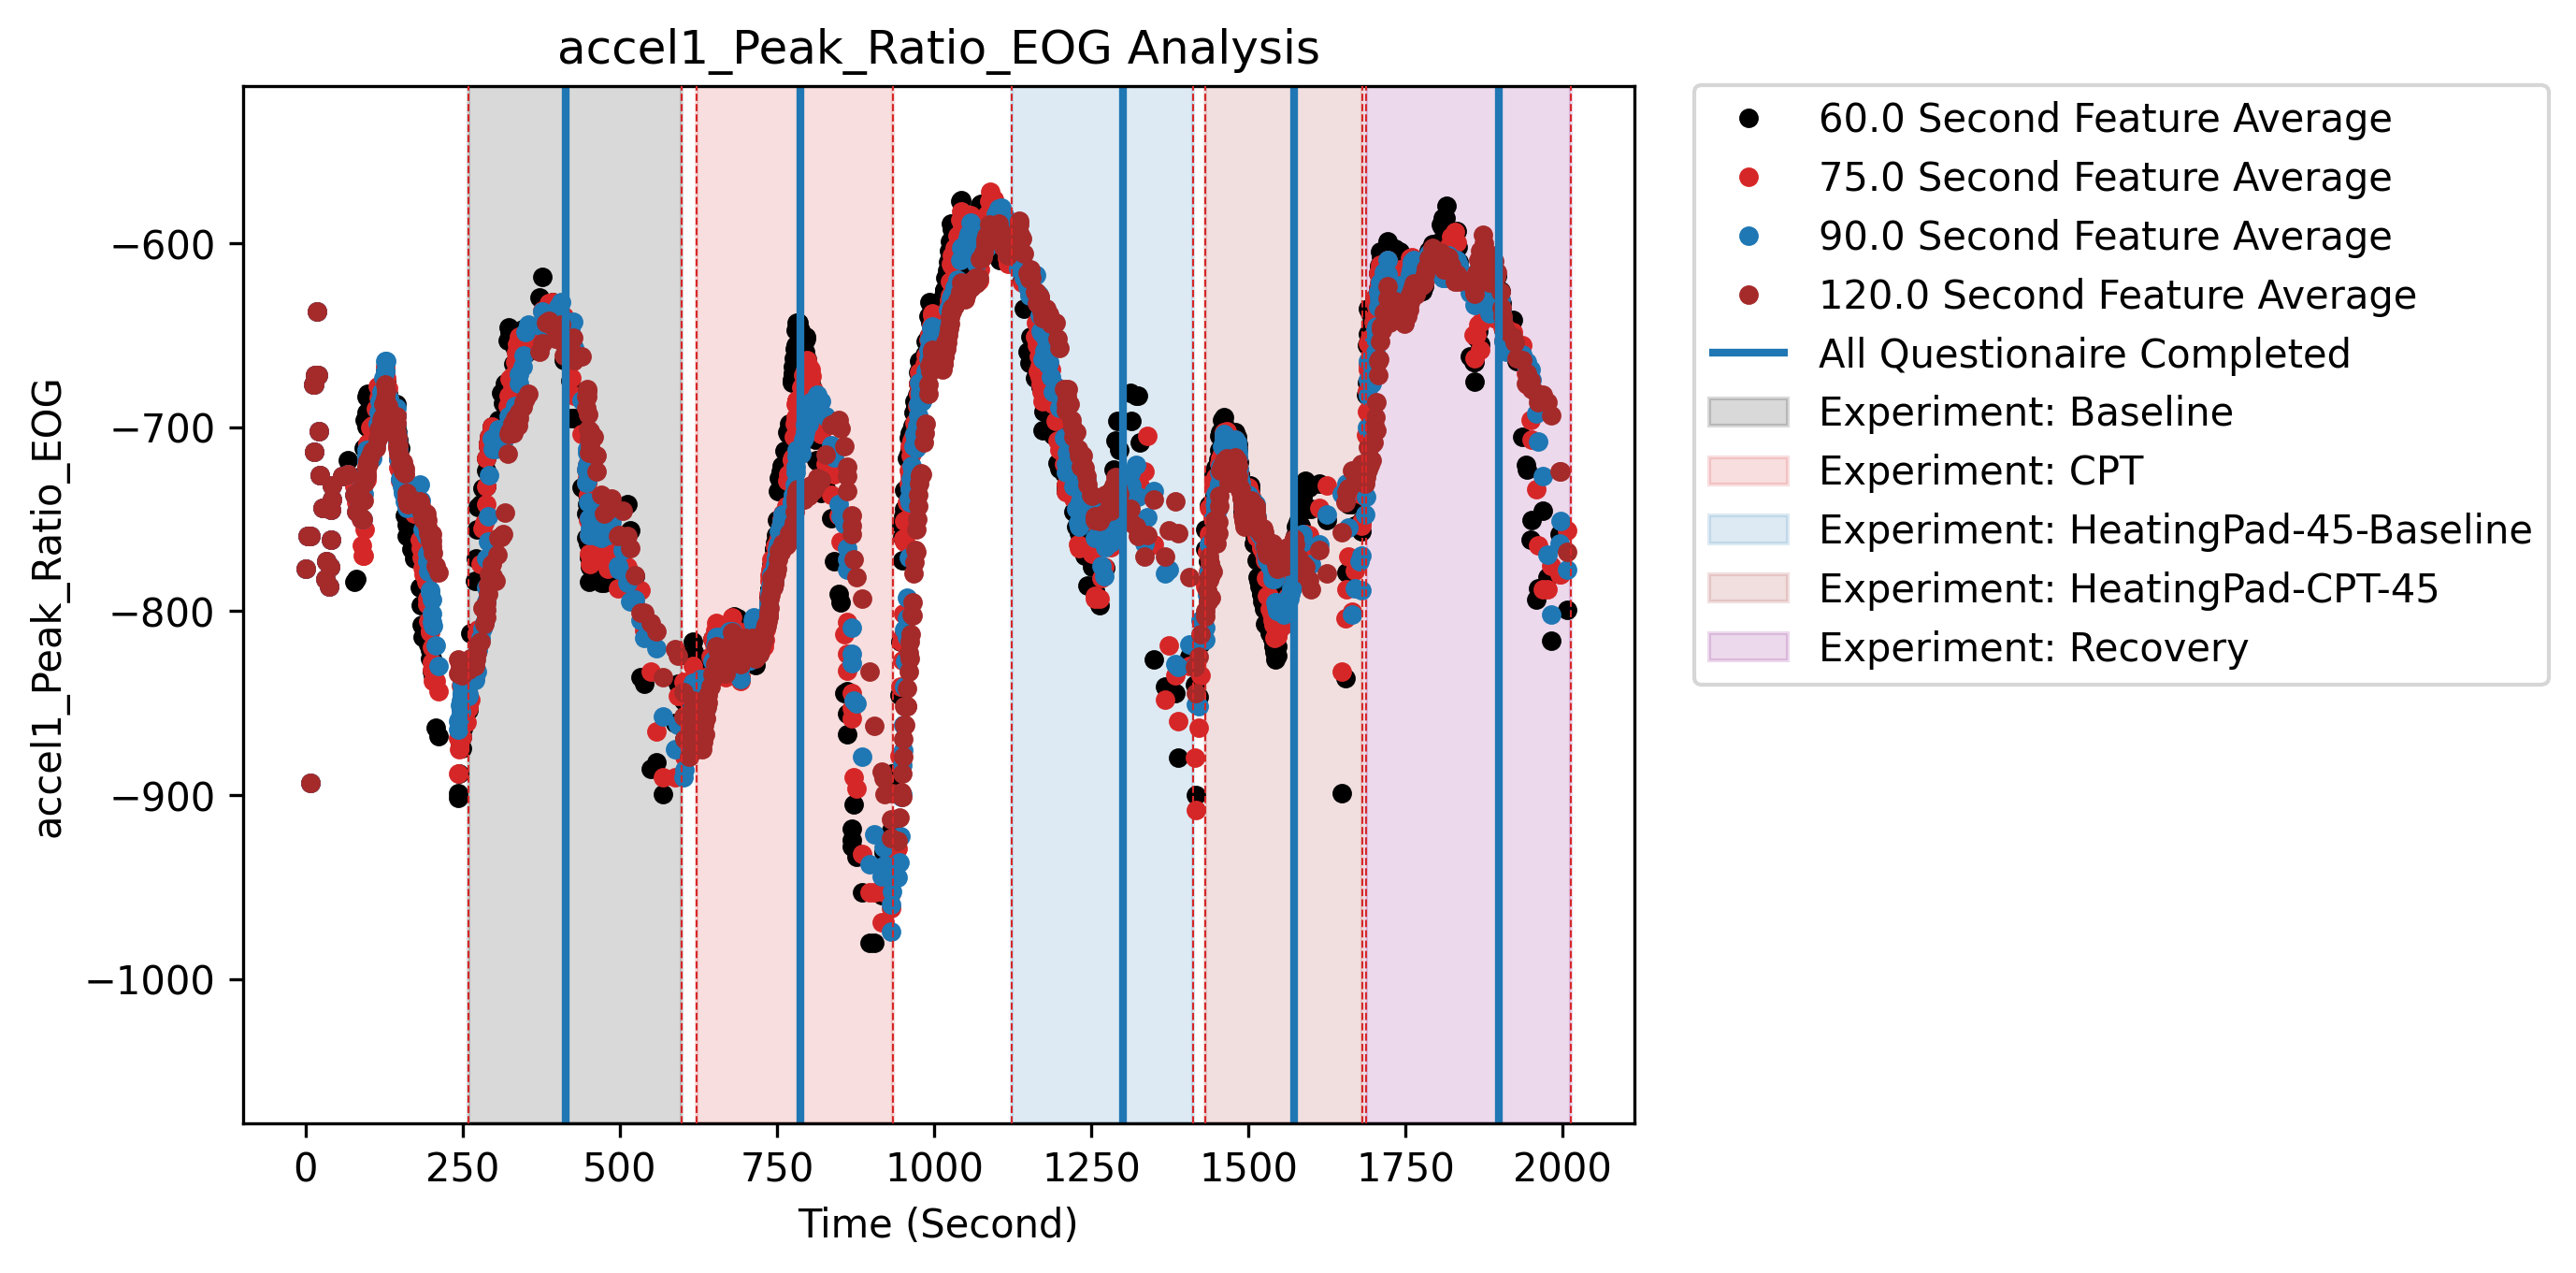 accel1_Peak_Ratio_EOG Analysis
accel1_Peak_Ratio_EOG
−600
−700
−800
−900
−1000
0 250 500 750 1000 1250 1500 1750 2000
Time (Second)
60.0 Second Feature Average
75.0 Second Feature Average
90.0 Second Feature Average
120.0 Second Feature Average
All Questionaire Completed
Experiment: Baseline
Experiment: CPT
Experiment: HeatingPad-45-Baseline
Experiment: HeatingPad-CPT-45
Experiment: Recovery